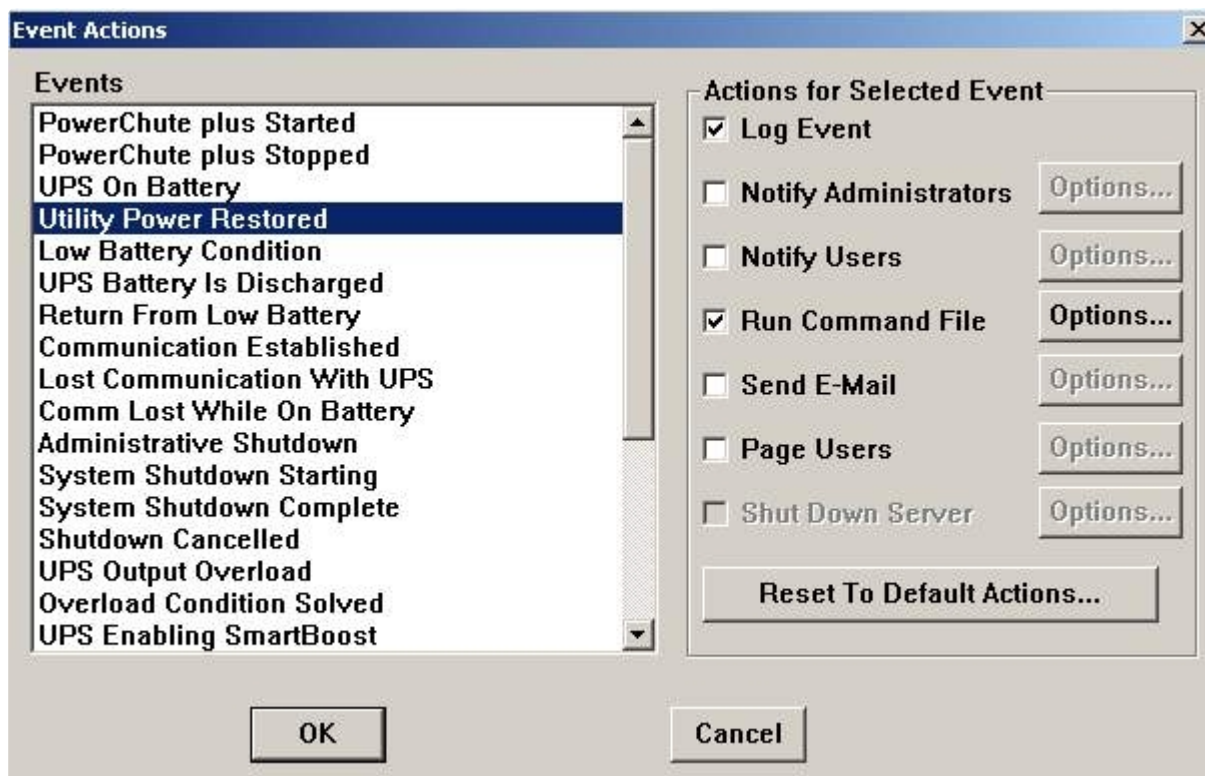 Event Actions
Events
PowerChute plus Started
PowerChute plus Stopped
UPS On Battery
Utility Power Restored
Low Battery Condition
UPS Battery Is Discharged
Return From Low Battery
Communication Established
Lost Communication With UPS
Comm Lost While On Battery
Administrative Shutdown
System Shutdown Starting
System Shutdown Complete
Shutdown Cancelled
UPS Output Overload
Overload Condition Solved
UPS Enabling SmartBoost
Actions for Selected Event
Log Event
Notify Administrators Options...
Notify Users Options...
Run Command File Options...
Send E-Mail Options...
Page Users Options...
Shut Down Server Options...
Reset To Default Actions...
OK Cancel